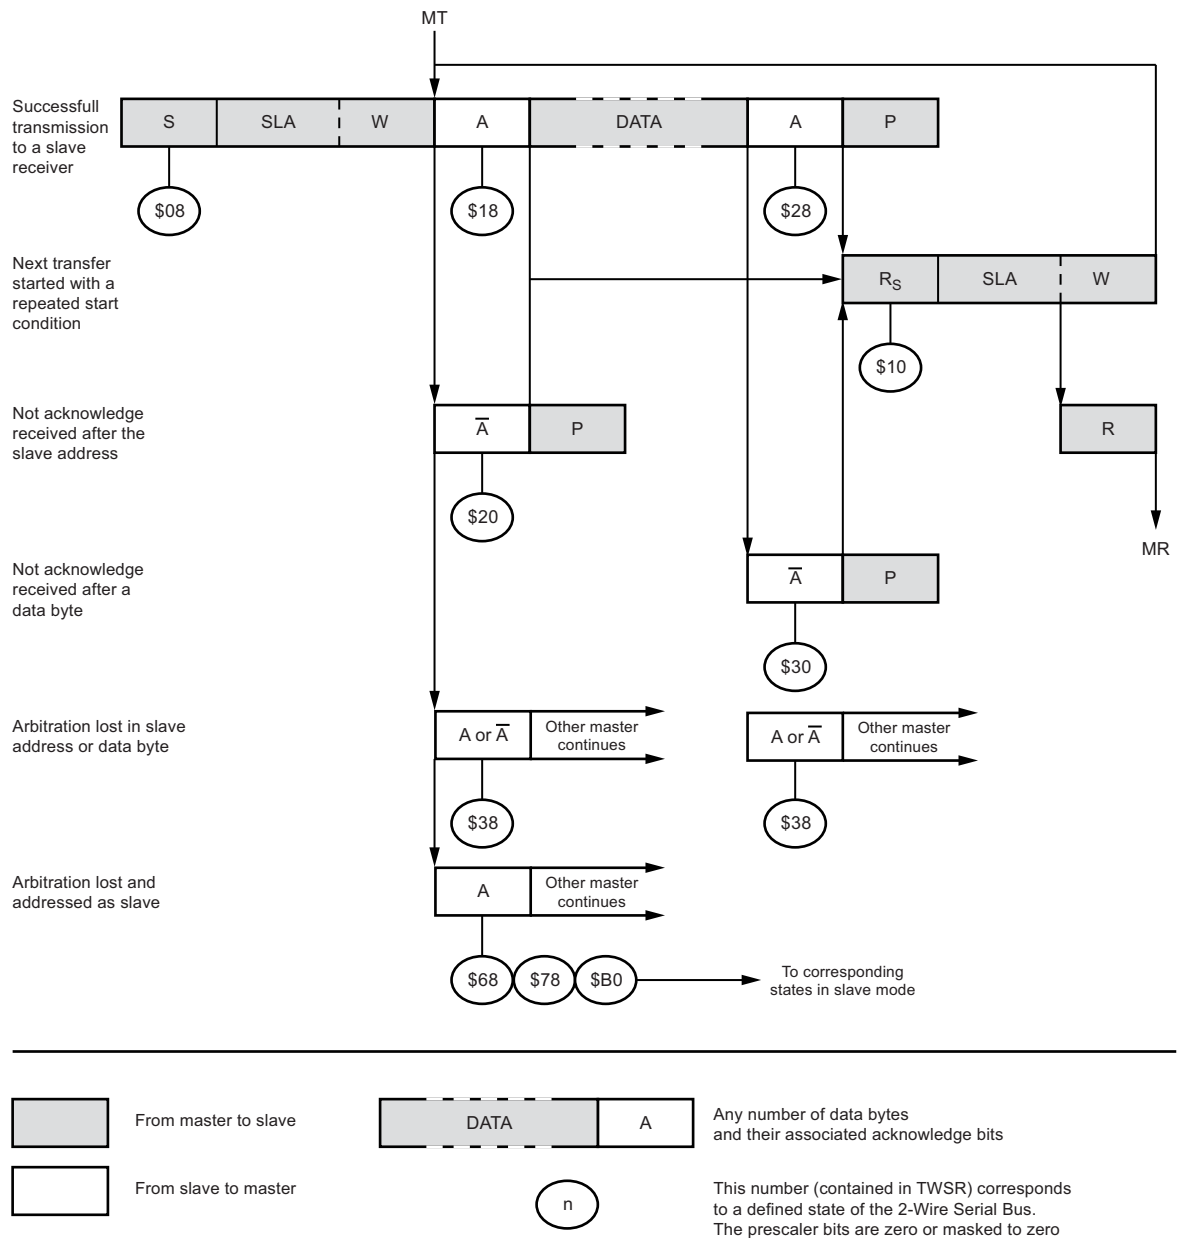 MT
Successfull
transmission
to a slave
receiver
S SLA W A DATA A P
$08 $18 $28
Next transfer
started with a
repeated start
condition
RS SLA W
$10
Not acknowledge
received after the
slave address
A̅ P
R
$20
MR
Not acknowledge
received after a
data byte
A̅ P
$30
Arbitration lost in slave
address or data byte
A or A̅
Other master
continues
A or A̅
Other master
continues
$38 $38
Arbitration lost and
addressed as slave
A
Other master
continues
$68 $78 $B0
To corresponding
states in slave mode
From master to slave
DATA A
Any number of data bytes
and their associated acknowledge bits
From slave to master
n
This number (contained in TWSR) corresponds
to a defined state of the 2-Wire Serial Bus.
The prescaler bits are zero or masked to zero